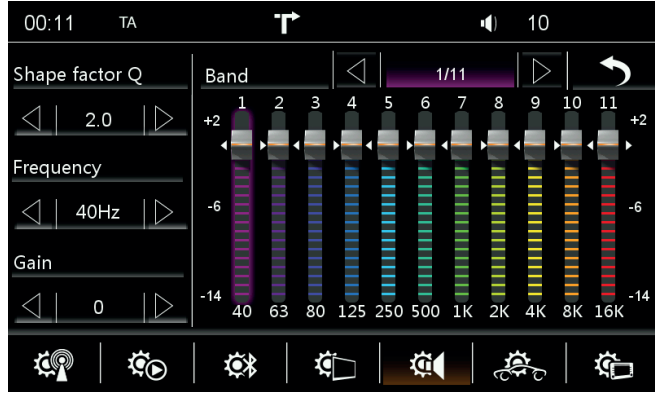 00:11 TA 10
Shape factor Q
2.0
Frequency
40Hz
Gain
0
Band 1/11
1 2 3 4 5 6 7 8 9 10 11
+2 +2
-6 -6
-14 -14
40 63 80 125 250 500 1K 2K 4K 8K 16K